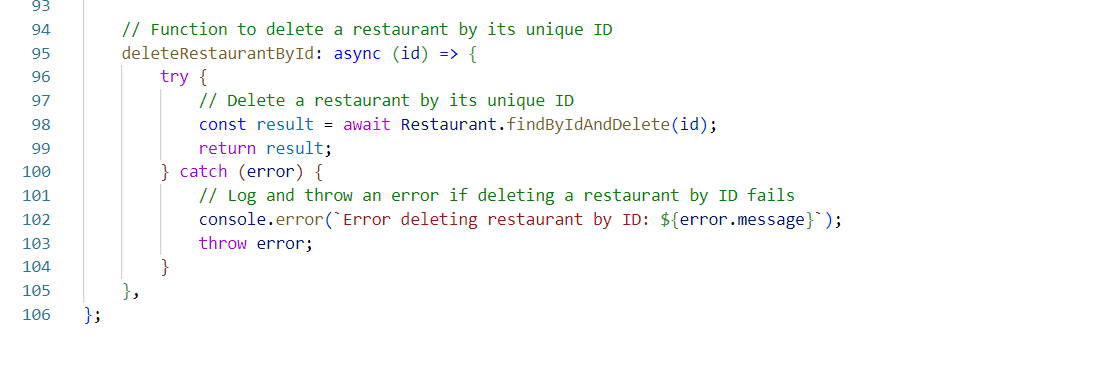 93
94 // Function to delete a restaurant by its unique ID
95 deleteRestaurantById: async (id) => {
96 try {
97 // Delete a restaurant by its unique ID
98 const result = await Restaurant.findByIdAndDelete(id);
99 return result;
100 } catch (error) {
101 // Log and throw an error if deleting a restaurant by ID fails
102 console.error(`Error deleting restaurant by ID: ${error.message}`);
103 throw error;
104 }
105 },
106 };